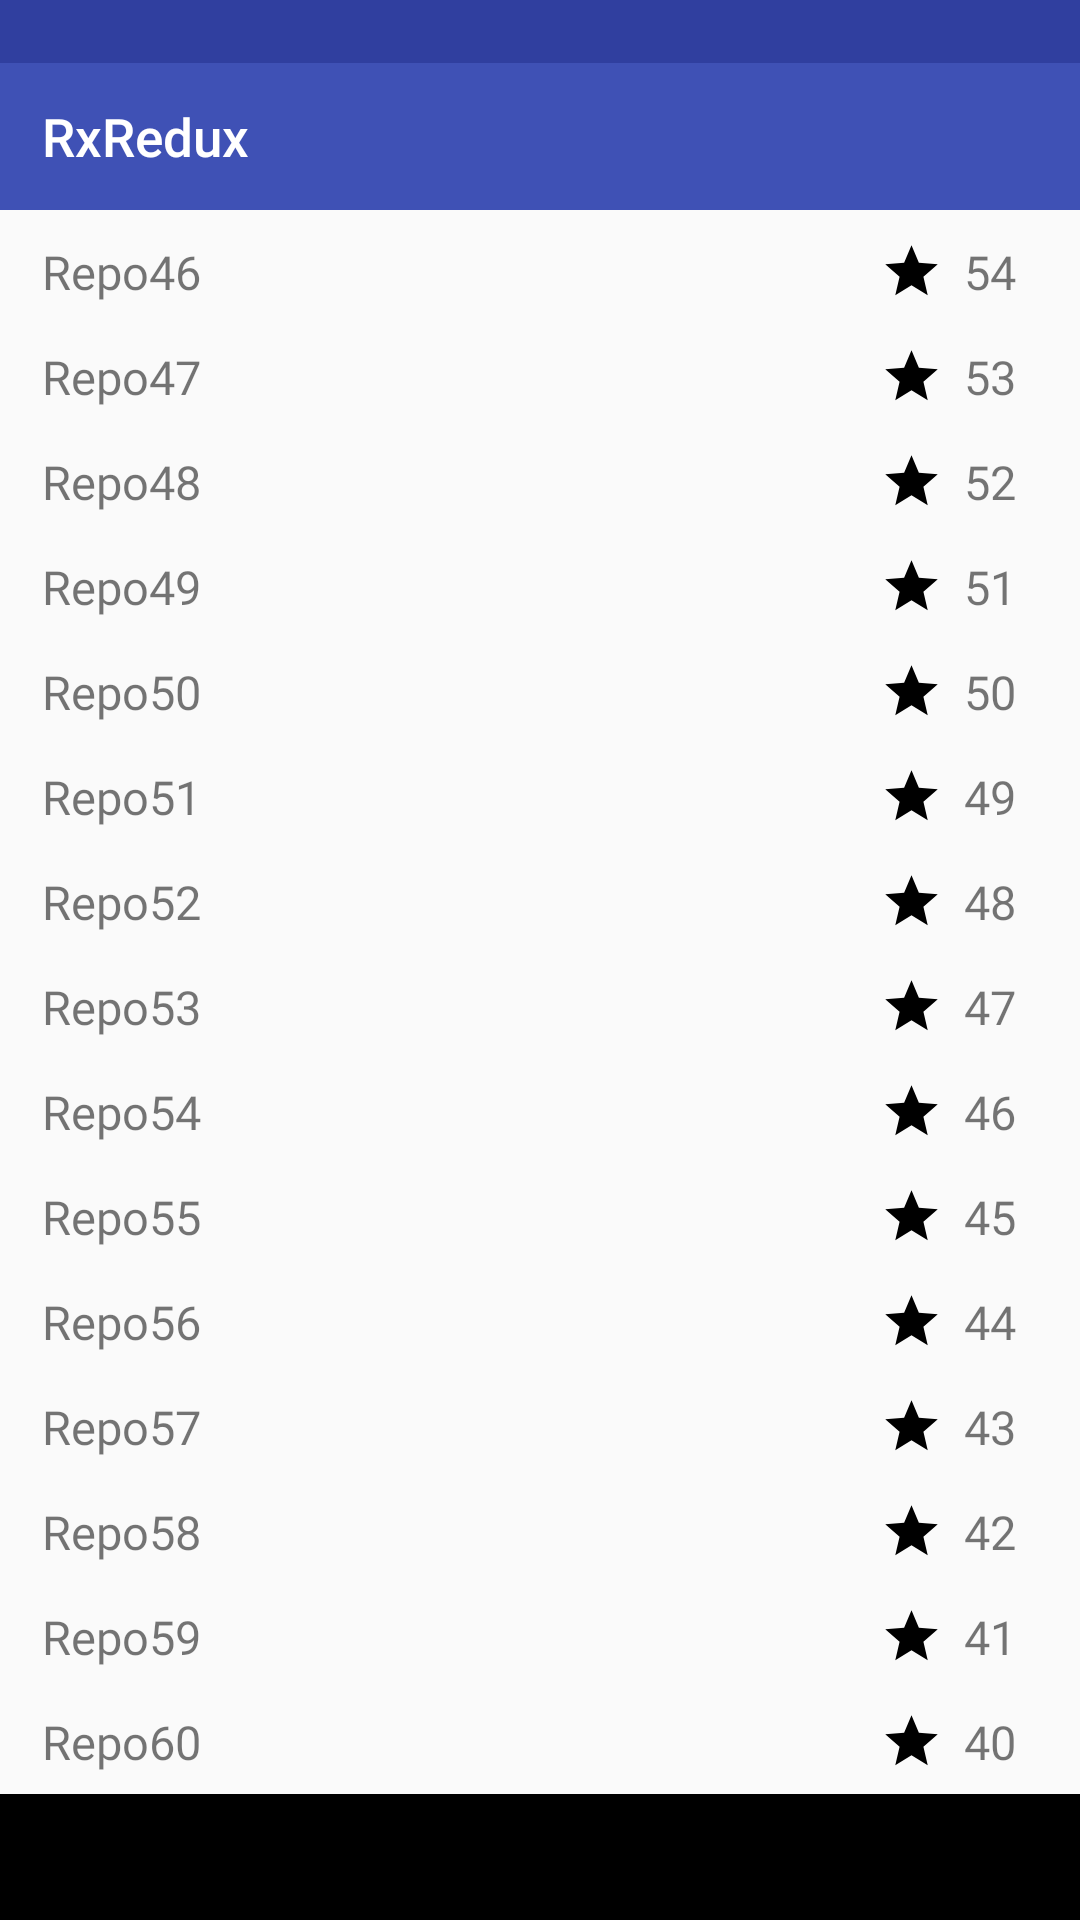 RxRedux
Repo46 54
Repo47 53
Repo48 52
Repo49 51
Repo50 50
Repo51 49
Repo52 48
Repo53 47
Repo54 46
Repo55 45
Repo56 44
Repo57 43
Repo58 42
Repo59 41
Repo60 40